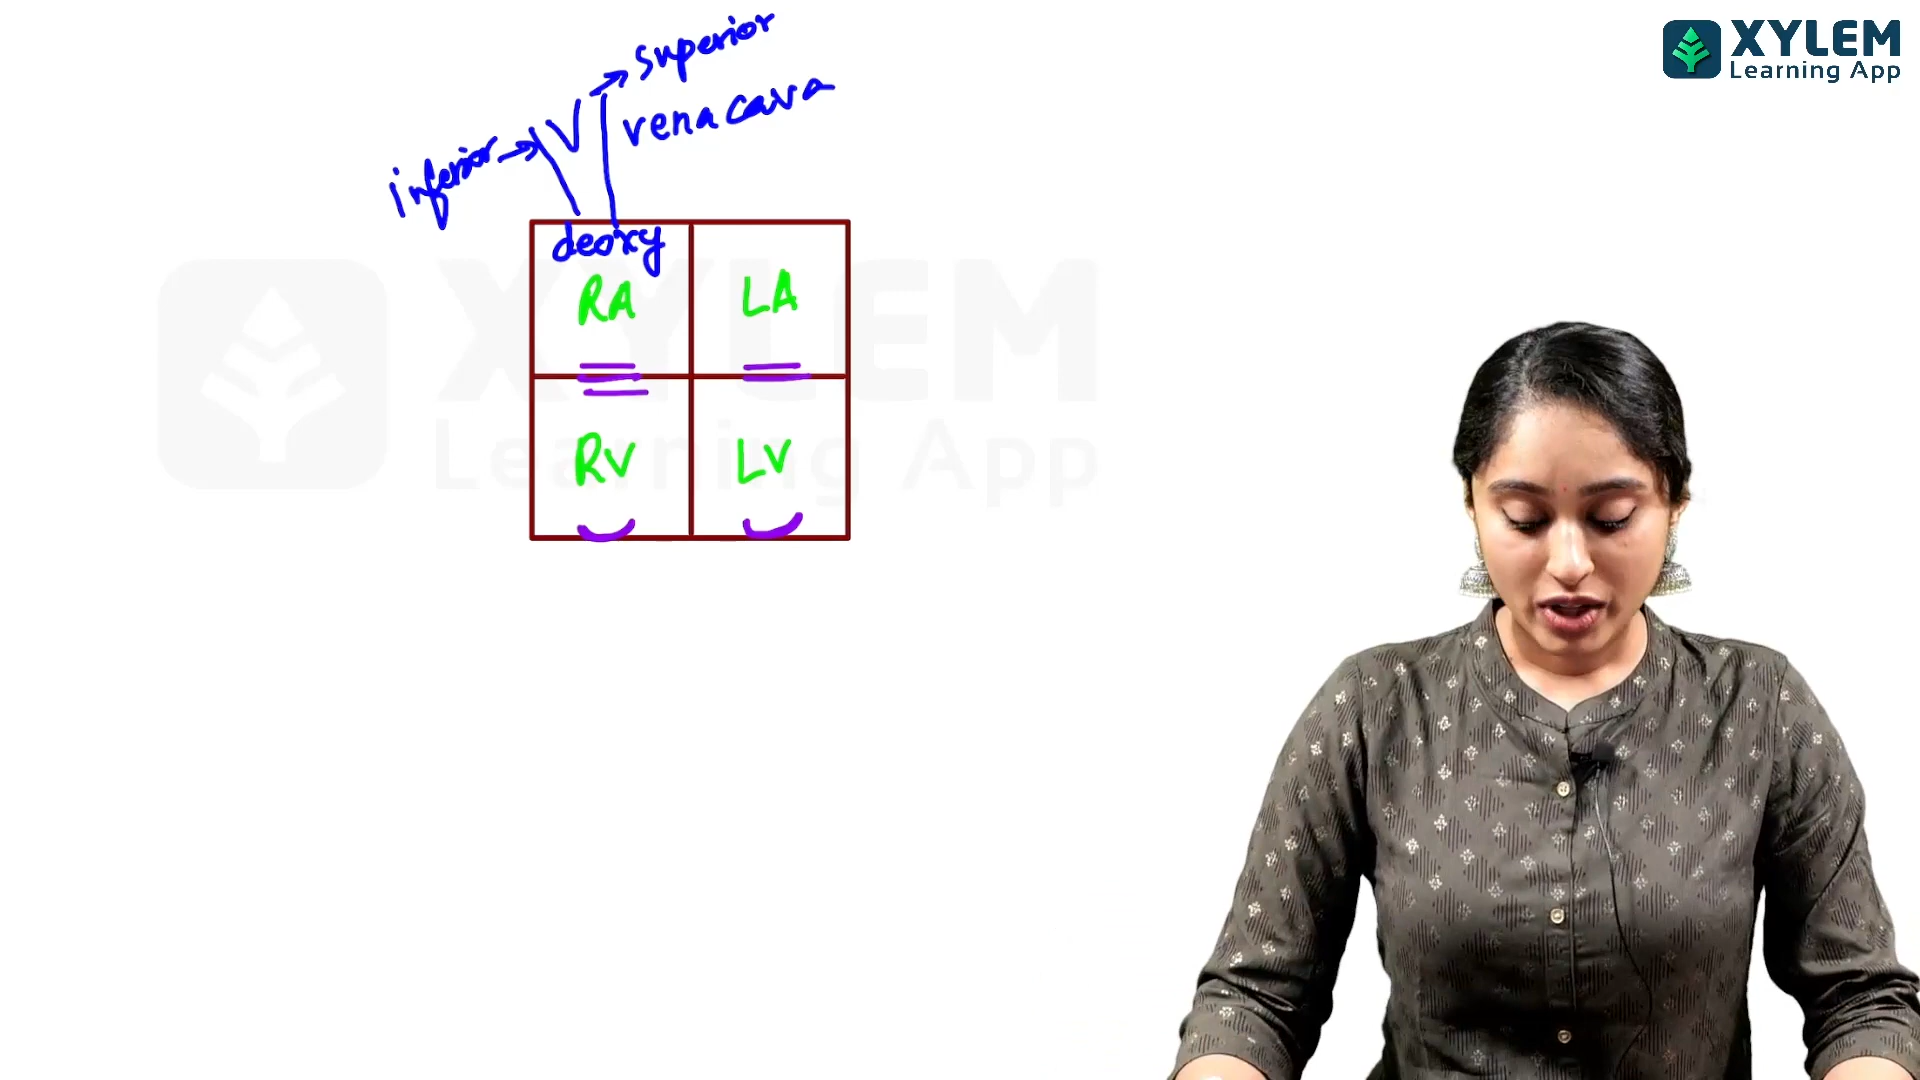 superior
vena cava
inferior
V
deoxy
RA
LA
RV
LV
XYLEM
Learning App
XYLEM
Learning App